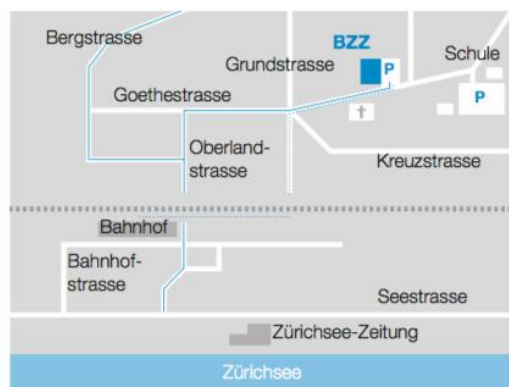 Bergstrasse
BZZ
Grundstrasse
P
Schule
Goethestrasse
P
Oberland-
strasse
Kreuzstrasse
Bahnhof
Bahnhof-
strasse
Seestrasse
Zürichsee-Zeitung
Zürichsee